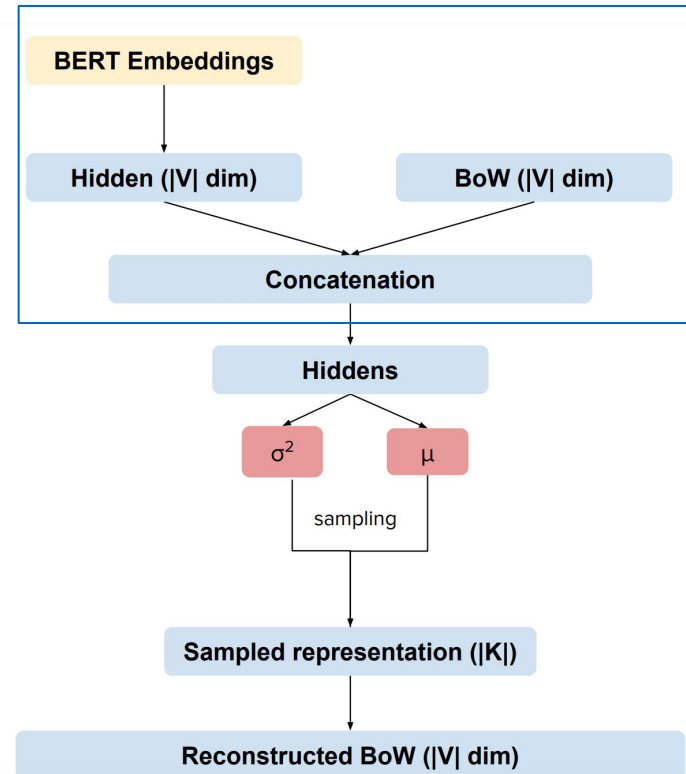 BERT Embeddings
Hidden (|V| dim)
BoW (|V| dim)
Concatenation
Hiddens
σ²
μ
sampling
Sampled representation (|K|)
Reconstructed BoW (|V| dim)